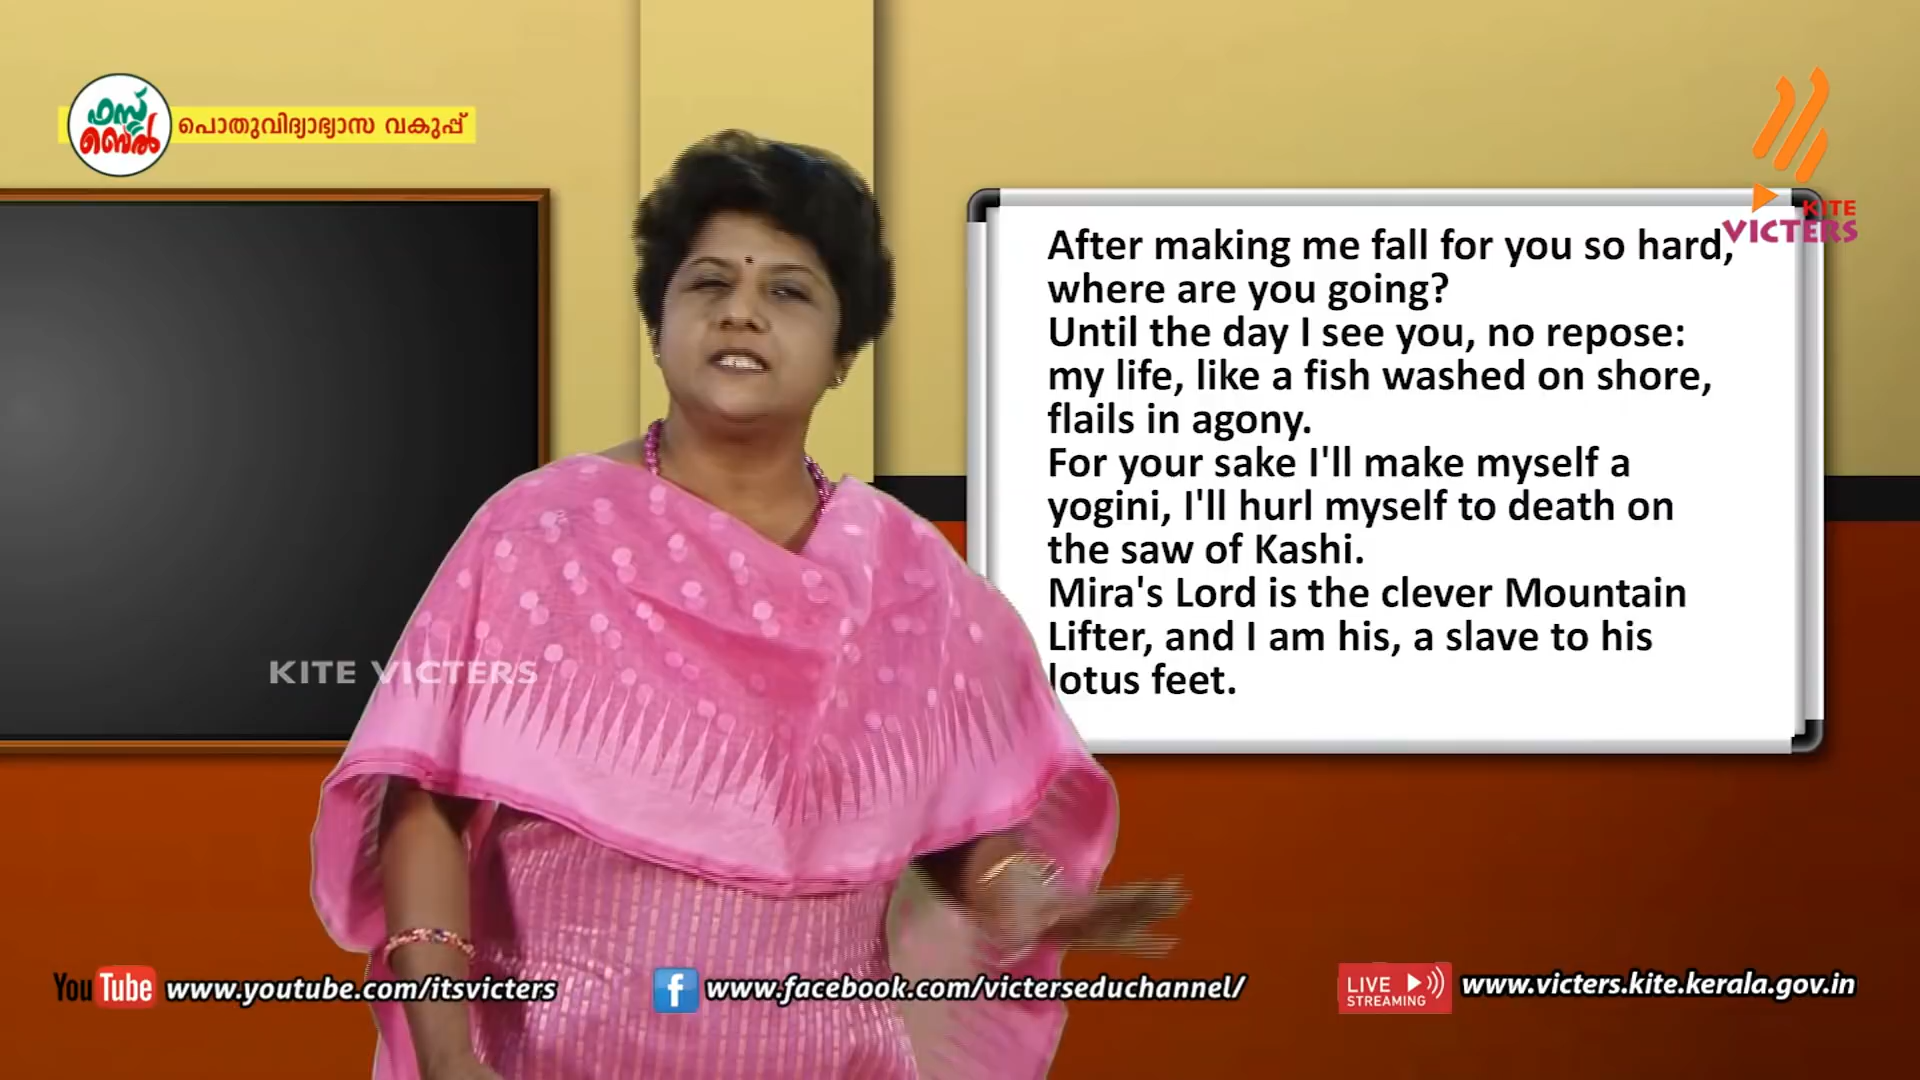 ഫസ്റ്റ്
ബെൽ
പൊതുവിദ്യാഭ്യാസ വകുപ്പ്
KITE
VICTERS
After making me fall for you so hard,
where are you going?
Until the day I see you, no repose:
my life, like a fish washed on shore,
flails in agony.
For your sake I'll make myself a
yogini, I'll hurl myself to death on
the saw of Kashi.
Mira's Lord is the clever Mountain
Lifter, and I am his, a slave to his
lotus feet.
KITE VICTERS
YouTube www.youtube.com/itsvicters
f www.facebook.com/victerseduchannel/
LIVE
STREAMING
www.victers.kite.kerala.gov.in